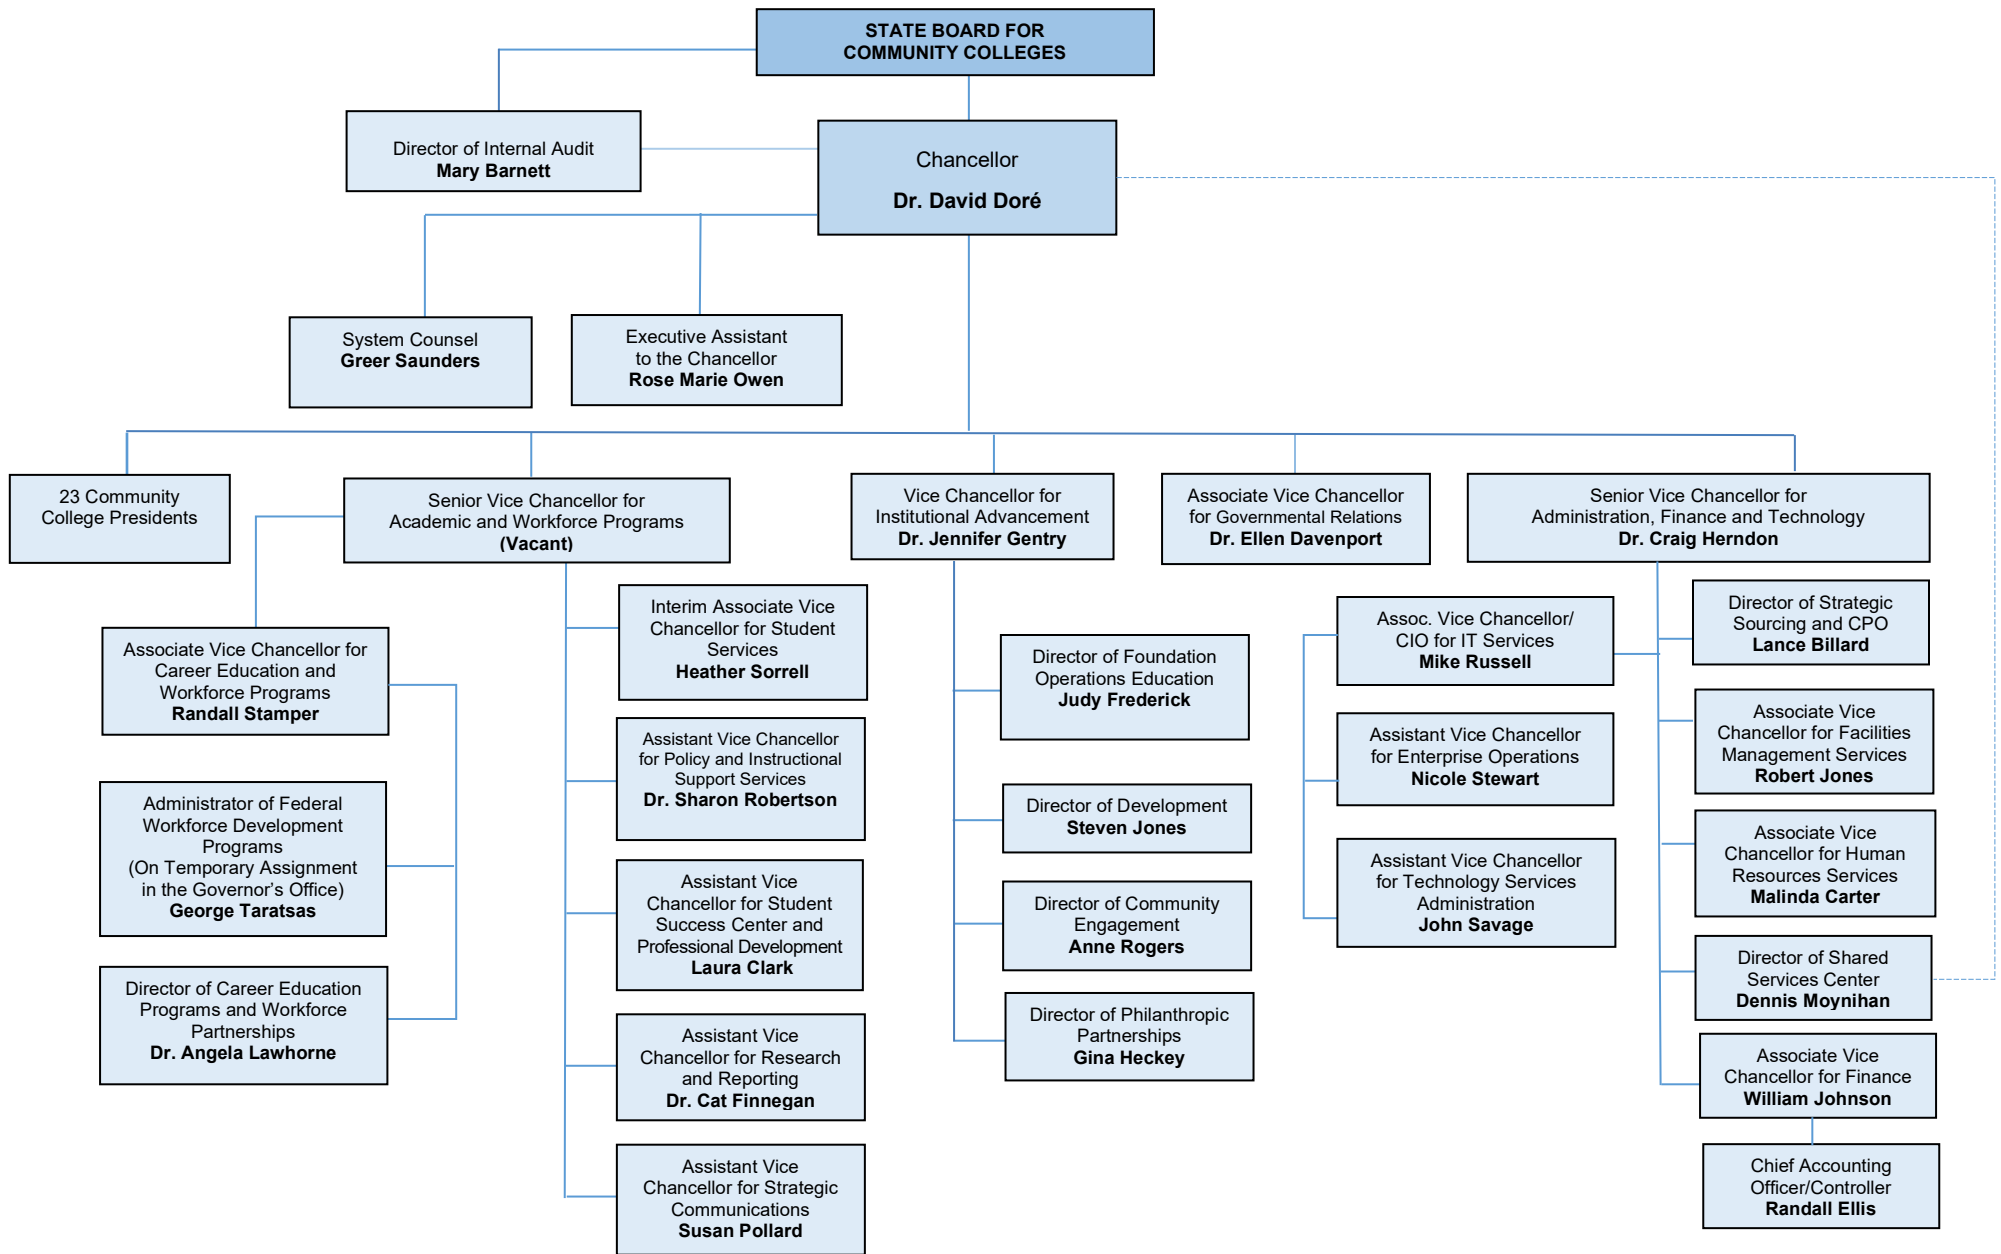 STATE BOARD FOR
COMMUNITY COLLEGES
Director of Internal Audit
Mary Barnett
Chancellor
Dr. David Doré
System Counsel
Greer Saunders
Executive Assistant
to the Chancellor
Rose Marie Owen
23 Community
College Presidents
Senior Vice Chancellor for
Academic and Workforce Programs
(Vacant)
Vice Chancellor for
Institutional Advancement
Dr. Jennifer Gentry
Associate Vice Chancellor
for Governmental Relations
Dr. Ellen Davenport
Senior Vice Chancellor for
Administration, Finance and Technology
Dr. Craig Herndon
Associate Vice Chancellor for
Career Education and
Workforce Programs
Randall Stamper
Administrator of Federal
Workforce Development
Programs
(On Temporary Assignment
in the Governor’s Office)
George Taratsas
Director of Career Education
Programs and Workforce
Partnerships
Dr. Angela Lawhorne
Interim Associate Vice
Chancellor for Student
Services
Heather Sorrell
Assistant Vice Chancellor
for Policy and Instructional
Support Services
Dr. Sharon Robertson
Assistant Vice
Chancellor for Student
Success Center and
Professional Development
Laura Clark
Assistant Vice
Chancellor for Research
and Reporting
Dr. Cat Finnegan
Assistant Vice
Chancellor for Strategic
Communications
Susan Pollard
Director of Foundation
Operations Education
Judy Frederick
Director of Development
Steven Jones
Director of Community
Engagement
Anne Rogers
Director of Philanthropic
Partnerships
Gina Heckey
Assoc. Vice Chancellor/
CIO for IT Services
Mike Russell
Assistant Vice Chancellor
for Enterprise Operations
Nicole Stewart
Assistant Vice Chancellor
for Technology Services
Administration
John Savage
Director of Strategic
Sourcing and CPO
Lance Billard
Associate Vice
Chancellor for Facilities
Management Services
Robert Jones
Associate Vice
Chancellor for Human
Resources Services
Malinda Carter
Director of Shared
Services Center
Dennis Moynihan
Associate Vice
Chancellor for Finance
William Johnson
Chief Accounting
Officer/Controller
Randall Ellis